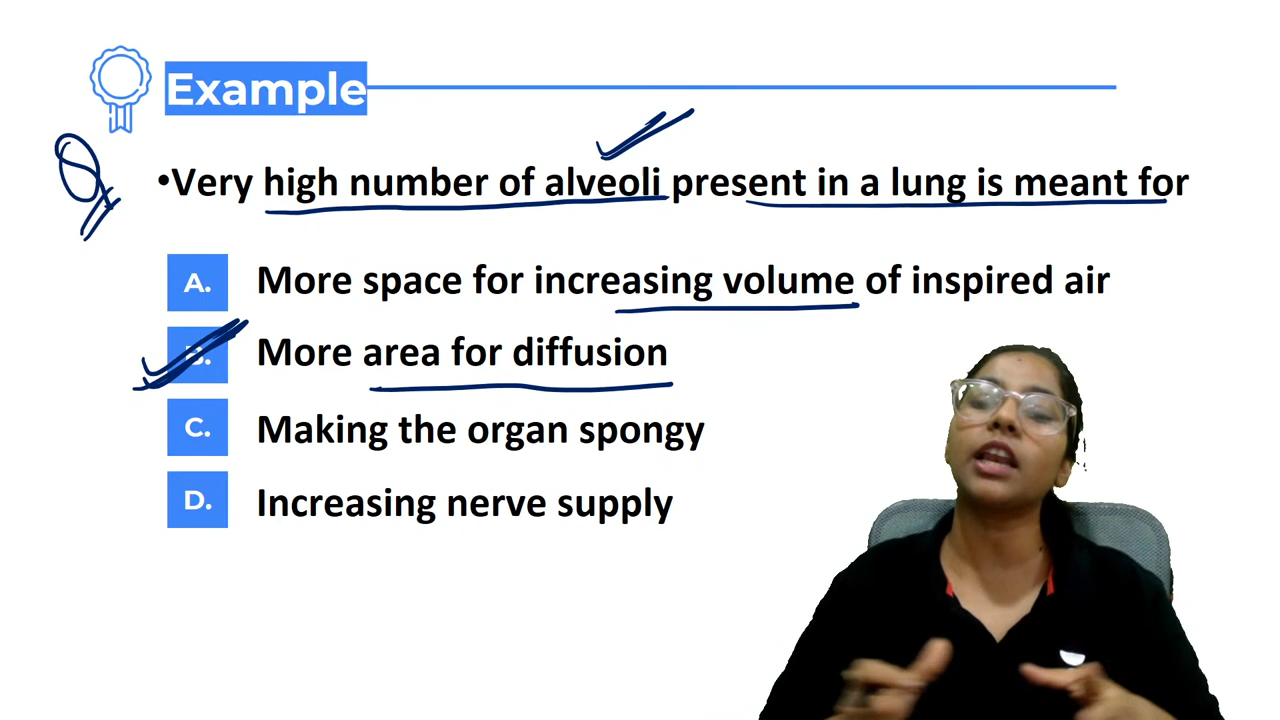 Example
Q
•Very high number of alveoli present in a lung is meant for
A. More space for increasing volume of inspired air
B. More area for diffusion
C. Making the organ spongy
D. Increasing nerve supply